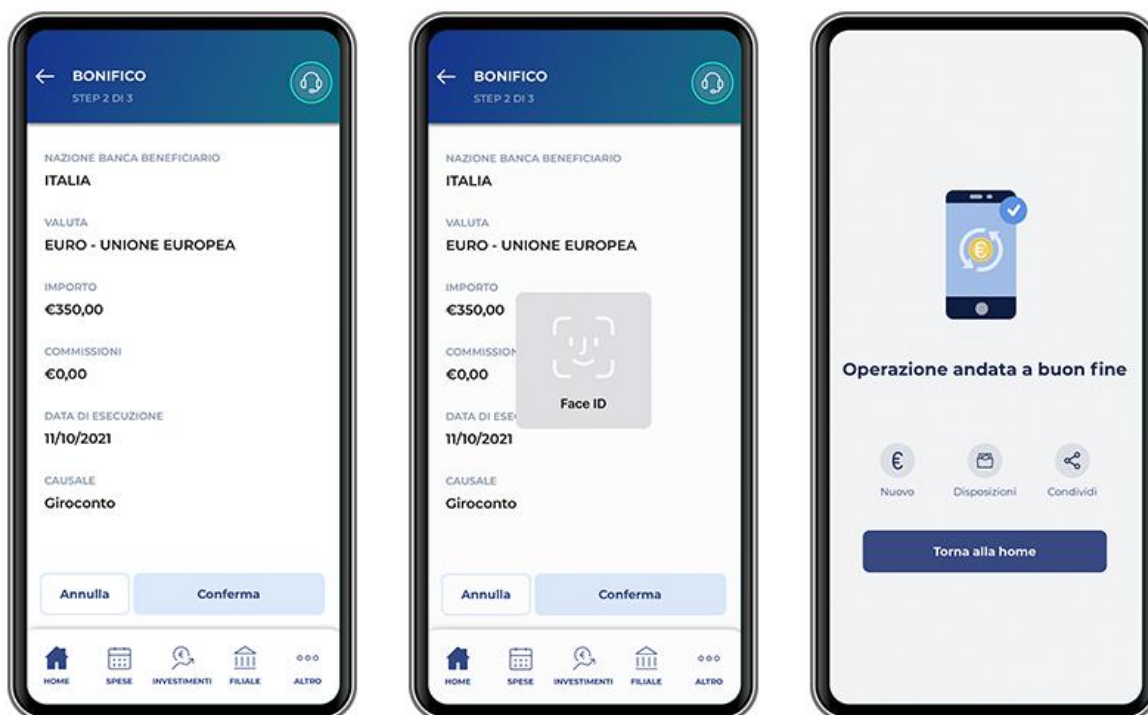 BONIFICO
STEP 2 DI 3
NAZIONE BANCA BENEFICIARIO
ITALIA
VALUTA
EURO - UNIONE EUROPEA
IMPORTO
€350,00
COMMISSIONI
€0,00
DATA DI ESECUZIONE
11/10/2021
CAUSALE
Giroconto
Annulla
Conferma
HOME
SPESE
INVESTIMENTI
FILIALE
ALTRO
BONIFICO
STEP 2 DI 3
NAZIONE BANCA BENEFICIARIO
ITALIA
VALUTA
EURO - UNIONE EUROPEA
IMPORTO
€350,00
COMMISSION
€0,00
Face ID
DATA DI ESE
11/10/2021
CAUSALE
Giroconto
Annulla
Conferma
HOME
SPESE
INVESTIMENTI
FILIALE
ALTRO
Operazione andata a buon fine
€
Nuovo
Disposizioni
Condividi
Torna alla home